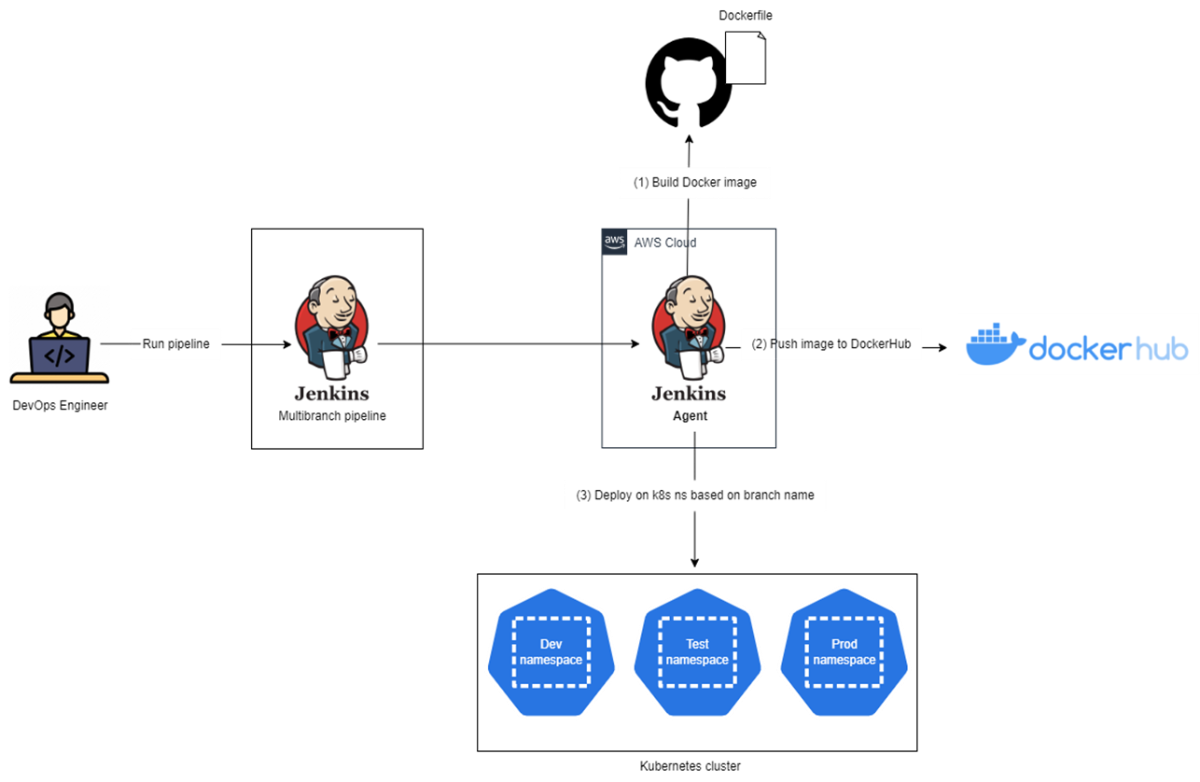 Dockerfile
(1) Build Docker image
aws
AWS Cloud
</>
Run pipeline
DevOps Engineer
Jenkins
Multibranch pipeline
Jenkins
Agent
(2) Push image to DockerHub
dockerhub
(3) Deploy on k8s ns based on branch name
Dev
namespace
Test
namespace
Prod
namespace
Kubernetes cluster